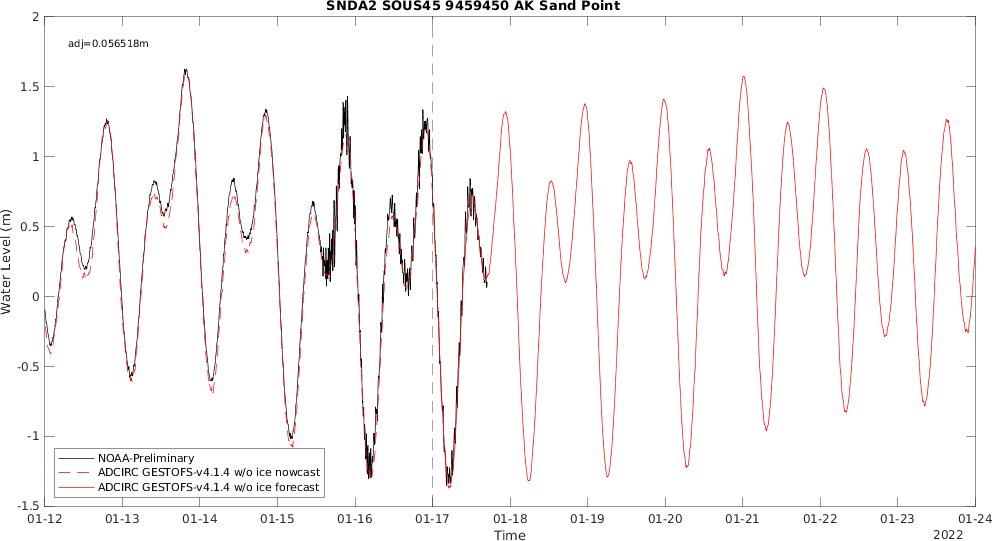 SNDA2 SOUS45 9459450 AK Sand Point
adj=0.056518m
Water Level (m)
2
1.5
1
0.5
0
-0.5
-1
-1.5
NOAA-Preliminary
ADCIRC GESTOFS-v4.1.4 w/o ice nowcast
ADCIRC GESTOFS-v4.1.4 w/o ice forecast
01-12 01-13 01-14 01-15 01-16 01-17 01-18 01-19 01-20 01-21 01-22 01-23 01-24
Time
2022